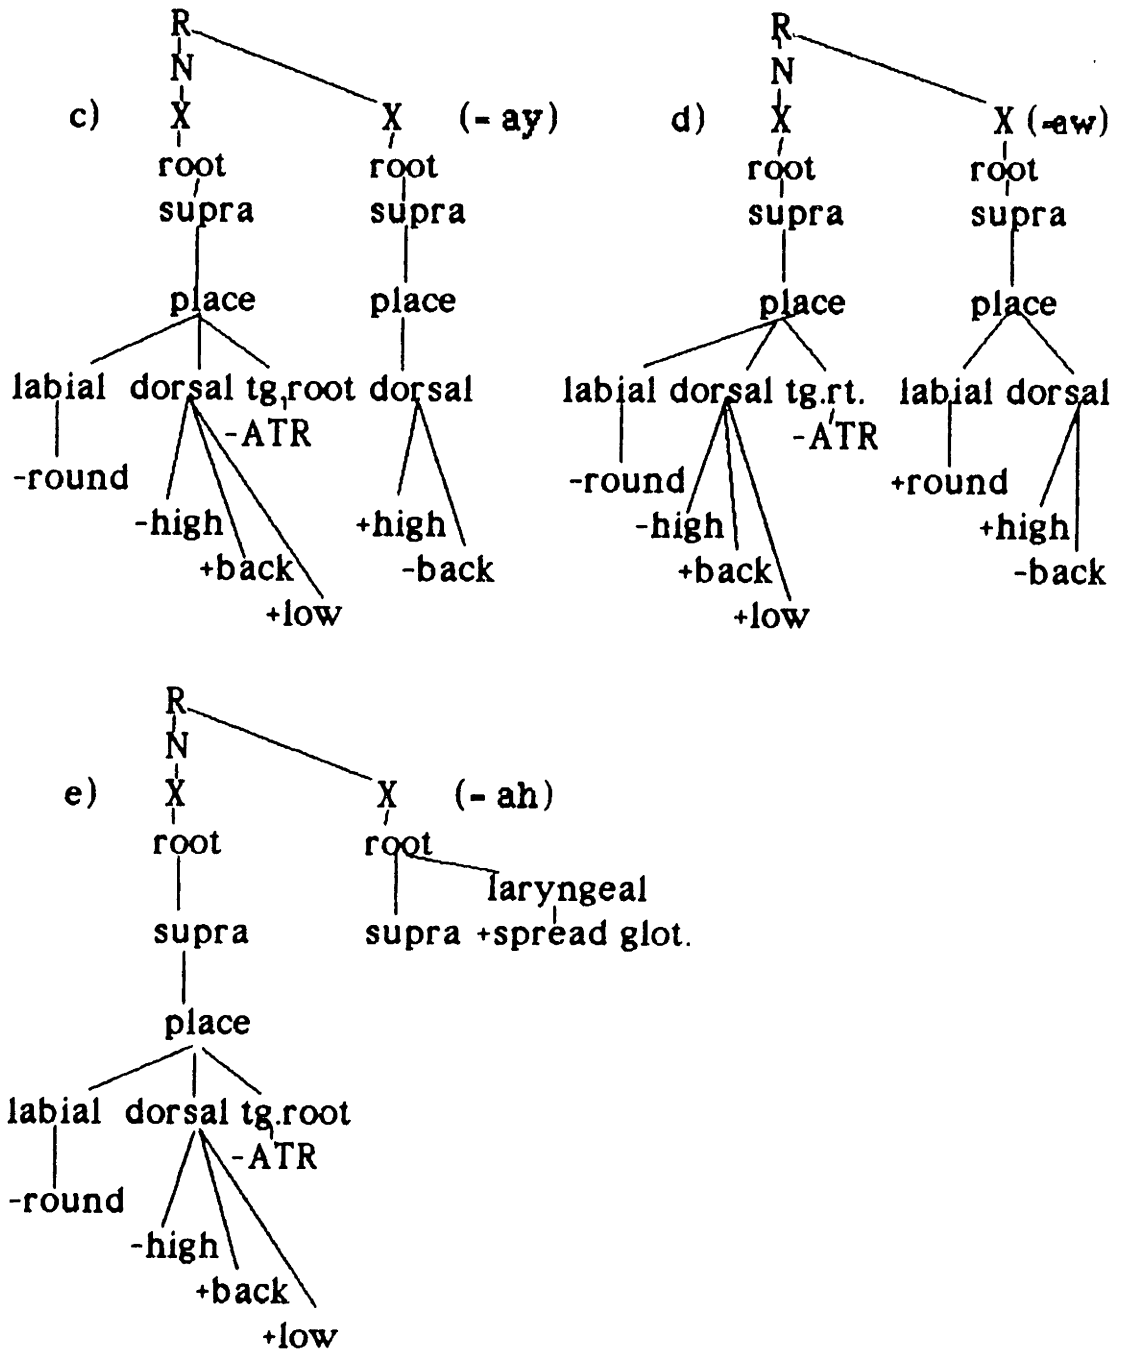 R R
N N
c) X X (- ay) d) X X (-aw)
root root root root
supra supra supra supra
place place place place
labial dorsal tg.root dorsal labial dorsal tg.rt. labial dorsal
-ATR -ATR
-round -round +round
-high +high -high +high
+back -back +back -back
+low +low
R
N
e) X X (- ah)
root root
laryngeal
supra supra +spread glot.
place
labial dorsal tg.root
-ATR
-round
-high
+back
+low